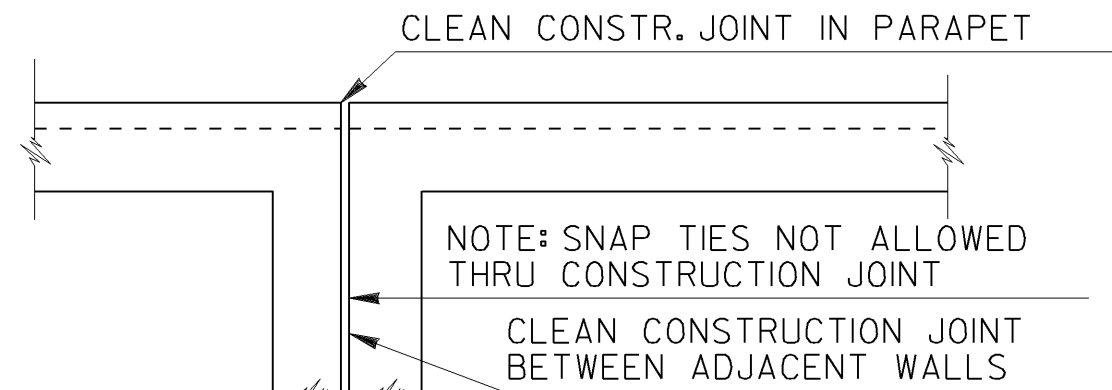 CLEAN CONSTR. JOINT IN PARAPET
NOTE: SNAP TIES NOT ALLOWED
THRU CONSTRUCTION JOINT
CLEAN CONSTRUCTION JOINT
BETWEEN ADJACENT WALLS